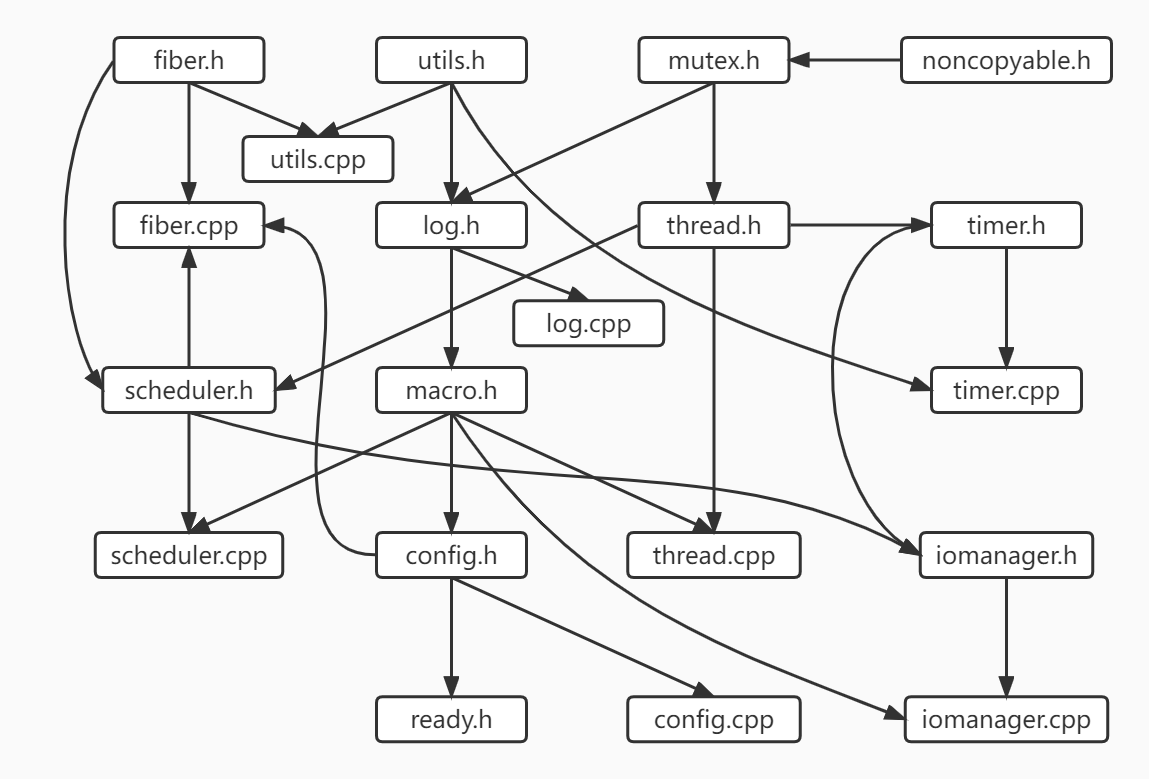 fiber.h
utils.h
mutex.h
noncopyable.h
utils.cpp
fiber.cpp
log.h
thread.h
timer.h
log.cpp
scheduler.h
macro.h
timer.cpp
scheduler.cpp
config.h
thread.cpp
iomanager.h
ready.h
config.cpp
iomanager.cpp